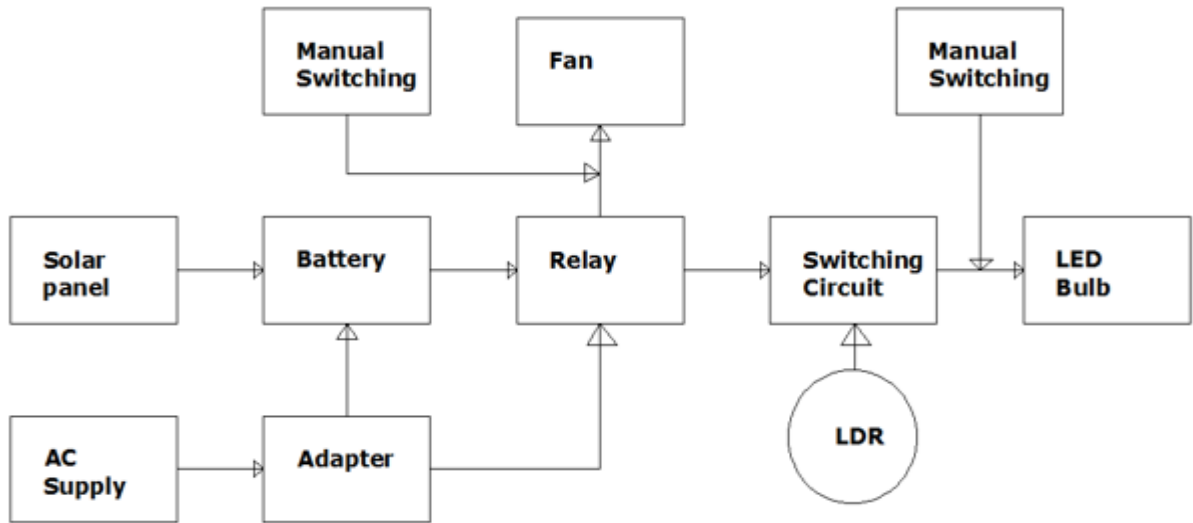 Manual
Switching
Fan
Manual
Switching
Solar
panel
Battery
Relay
Switching
Circuit
LED
Bulb
AC
Supply
Adapter
LDR